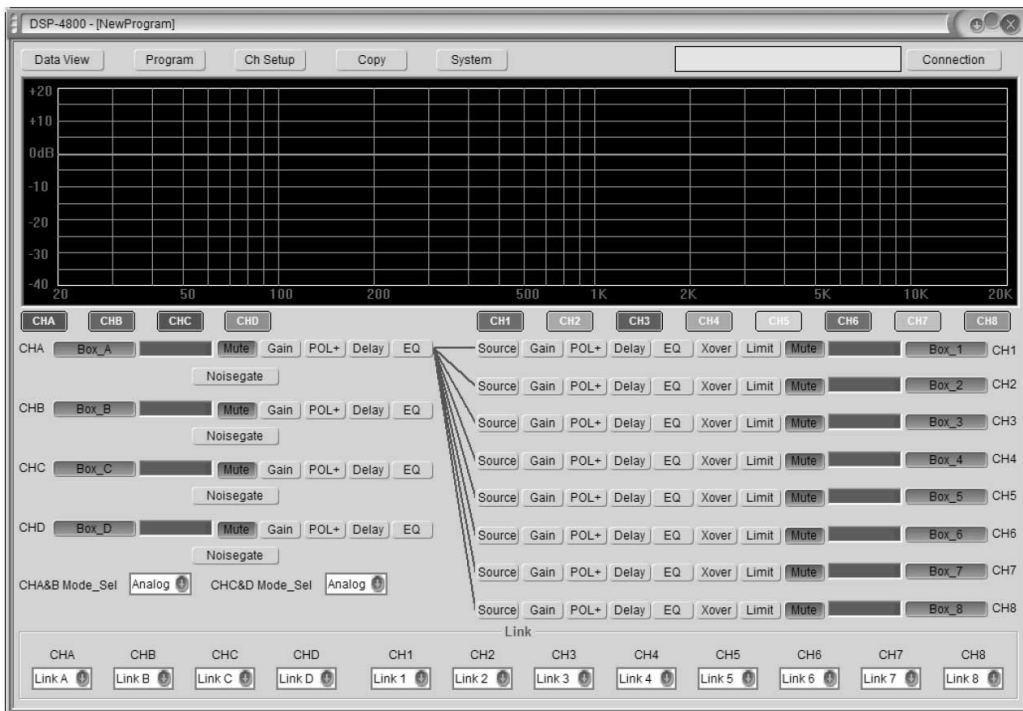 DSP-4800 - [NewProgram]
Data View Program Ch Setup Copy System Connection
+20
+10
0dB
-10
-20
-30
-40
20 50 100 200 500 1K 2K 5K 10K 20K
CHA CHB CHC CHD CH1 CH2 CH3 CH4 CH5 CH6 CH7 CH8
CHA Box_A Mute Gain POL+ Delay EQ Source Gain POL+ Delay EQ Xover Limit Mute Box_1 CH1
Noisegate
Source Gain POL+ Delay EQ Xover Limit Mute Box_2 CH2
CHB Box_B Mute Gain POL+ Delay EQ
Source Gain POL+ Delay EQ Xover Limit Mute Box_3 CH3
Noisegate
Source Gain POL+ Delay EQ Xover Limit Mute Box_4 CH4
CHC Box_C Mute Gain POL+ Delay EQ
Noisegate
Source Gain POL+ Delay EQ Xover Limit Mute Box_5 CH5
CHD Box_D Mute Gain POL+ Delay EQ
Source Gain POL+ Delay EQ Xover Limit Mute Box_6 CH6
Noisegate
Source Gain POL+ Delay EQ Xover Limit Mute Box_7 CH7
CHA&B Mode_Sel Analog CHC&D Mode_Sel Analog
Source Gain POL+ Delay EQ Xover Limit Mute Box_8 CH8
Link
CHA CHB CHC CHD CH1 CH2 CH3 CH4 CH5 CH6 CH7 CH8
Link A Link B Link C Link D Link 1 Link 2 Link 3 Link 4 Link 5 Link 6 Link 7 Link 8